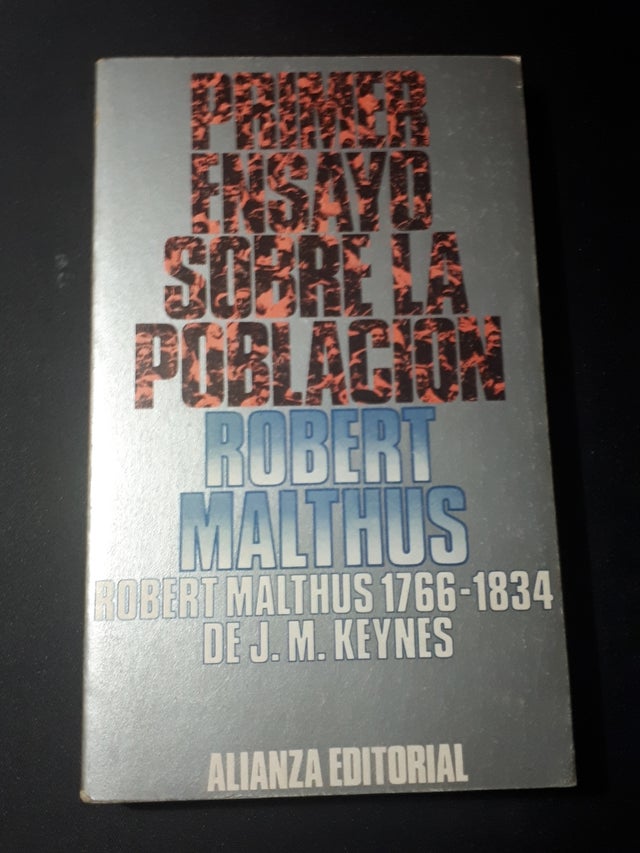 PRIMER
ENSAYO
SOBRE LA
POBLACION
ROBERT
MALTHUS
ROBERT MALTHUS 1766-1834
DE J. M. KEYNES
ALIANZA EDITORIAL